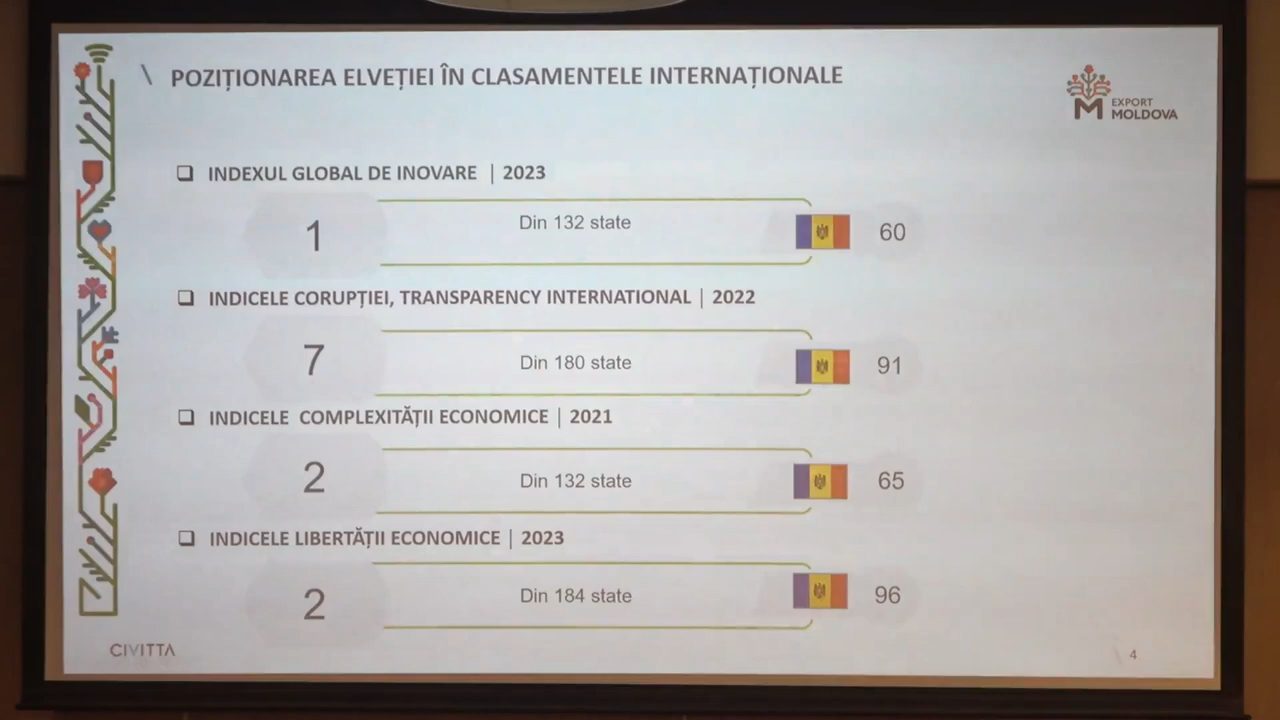 POZIȚIONAREA ELVEȚIEI ÎN CLASAMENTELE INTERNAȚIONALE
EXPORT
MOLDOVA
INDEXUL GLOBAL DE INOVARE | 2023
1 Din 132 state 60
INDICELE CORUPȚIEI, TRANSPARENCY INTERNATIONAL | 2022
7 Din 180 state 91
INDICELE COMPLEXITĂȚII ECONOMICE | 2021
2 Din 132 state 65
INDICELE LIBERTĂȚII ECONOMICE | 2023
2 Din 184 state 96
CIVITTA
4